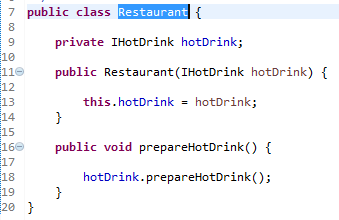 7 public class Restaurant {
8
9 private IHotDrink hotDrink;
10
11 public Restaurant(IHotDrink hotDrink) {
12
13 this.hotDrink = hotDrink;
14 }
15
16 public void prepareHotDrink() {
17
18 hotDrink.prepareHotDrink();
19 }
20 }